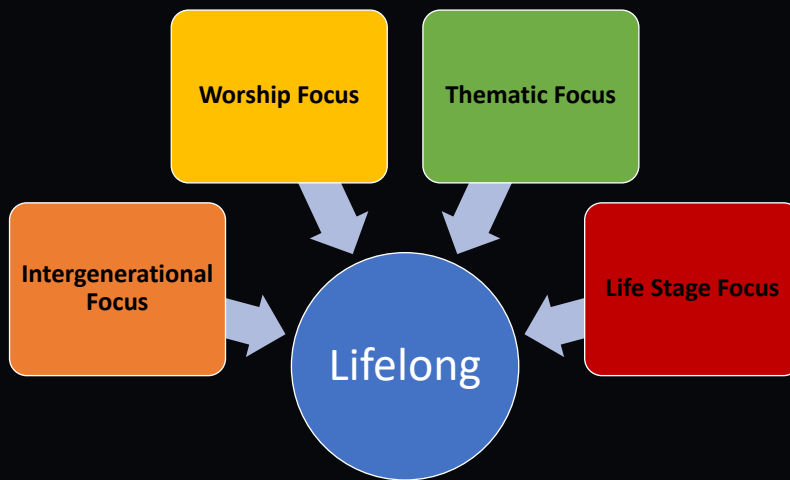 Worship Focus
Thematic Focus
Intergenerational
Focus
Life Stage Focus
Lifelong